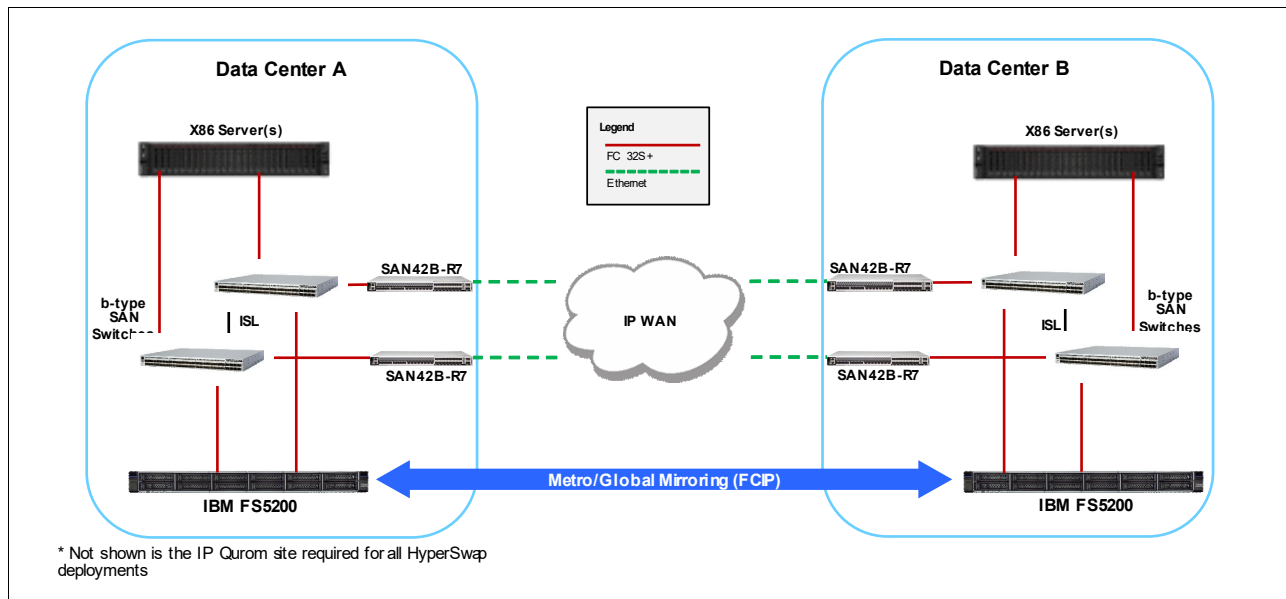 Data Center A
Data Center B
X86 Server(s)
X86 Server(s)
Legend
FC 32S+
Ethernet
SAN42B-R7
SAN42B-R7
b-type
SAN
Switches
ISL
IP WAN
b-type
SAN
Switches
ISL
SAN42B-R7
SAN42B-R7
Metro/Global Mirroring (FCIP)
IBM FS5200
IBM FS5200
* Not shown is the IP Qurom site required for all HyperSwap
deployments